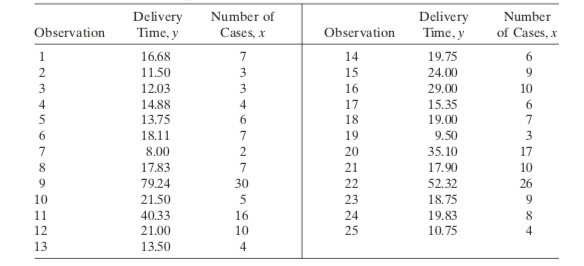 Delivery Number of Delivery Number
Observation Time, y Cases, x Observation Time, y of Cases, x
1 16.68 7 14 19.75 6
2 11.50 3 15 24.00 9
3 12.03 3 16 29.00 10
4 14.88 4 17 15.35 6
5 13.75 6 18 19.00 7
6 18.11 7 19 9.50 3
7 8.00 2 20 35.10 17
8 17.83 7 21 17.90 10
9 79.24 30 22 52.32 26
10 21.50 5 23 18.75 9
11 40.33 16 24 19.83 8
12 21.00 10 25 10.75 4
13 13.50 4